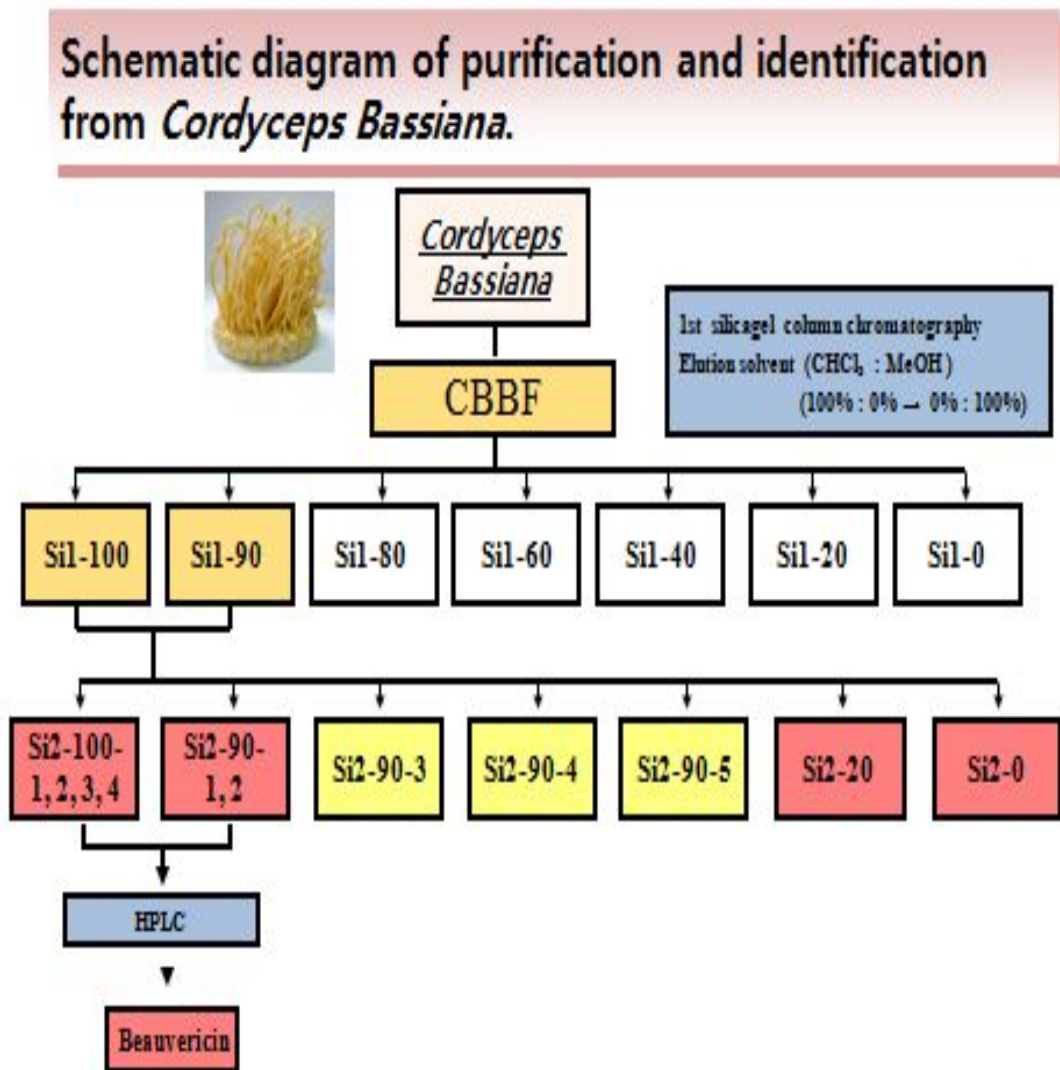 Schematic diagram of purification and identification
from Cordyceps Bassiana.
Cordyceps
Bassiana
1st silicagel column chromatography
Elution solvent (CHCl₃ : MeOH)
(100% : 0% → 0% : 100%)
CBBF
Si1-100
Si1-90
Si1-80
Si1-60
Si1-40
Si1-20
Si1-0
Si2-100-
1, 2, 3, 4
Si2-90-
1, 2
Si2-90-3
Si2-90-4
Si2-90-5
Si2-20
Si2-0
HPLC
Beauvericin